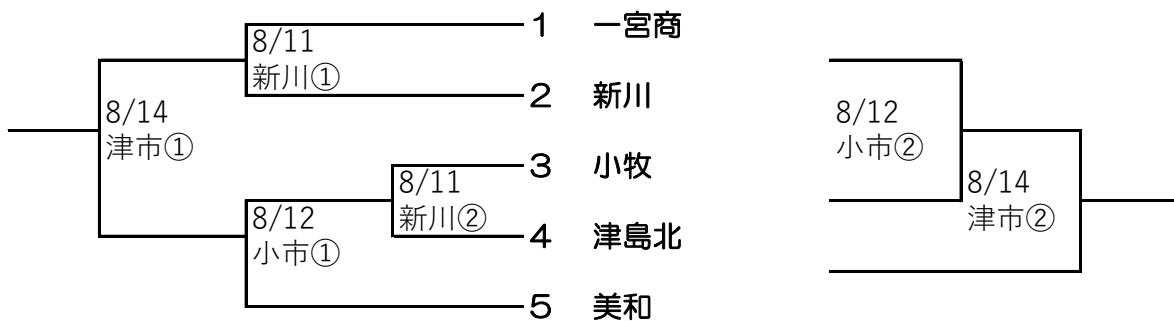 1 一宮商
8/11
新川①
2 新川
8/14
津市①
3 小牧
8/11
新川②
4 津島北
8/12
小市①
5 美和
8/12
小市②
8/14
津市②